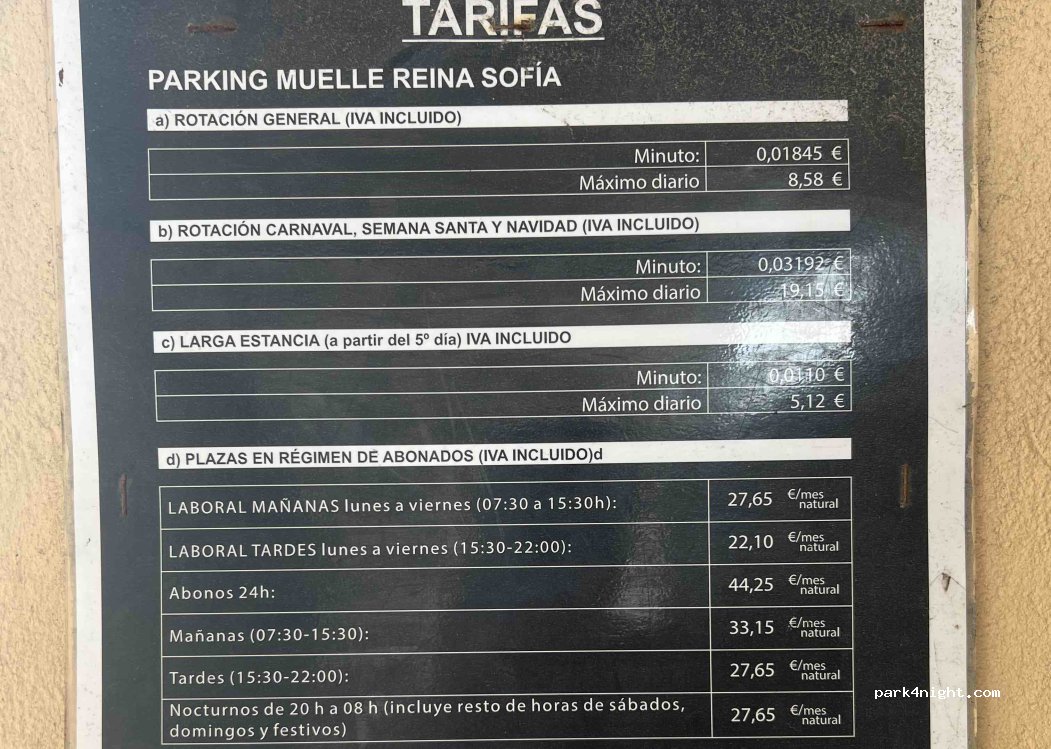 TARIFAS
PARKING MUELLE REINA SOFÍA
a) ROTACIÓN GENERAL (IVA INCLUIDO)
Minuto: 0,01845 €
Máximo diario 8,58 €
b) ROTACIÓN CARNAVAL, SEMANA SANTA Y NAVIDAD (IVA INCLUIDO)
Minuto: 0,03192 €
Máximo diario 19,15 €
c) LARGA ESTANCIA (a partir del 5º día) IVA INCLUIDO
Minuto: 0,0110 €
Máximo diario 5,12 €
d) PLAZAS EN RÉGIMEN DE ABONADOS (IVA INCLUIDO)d
LABORAL MAÑANAS lunes a viernes (07:30 a 15:30h): 27,65 €/mes natural
LABORAL TARDES lunes a viernes (15:30-22:00): 22,10 €/mes natural
Abonos 24h: 44,25 €/mes natural
Mañanas (07:30-15:30): 33,15 €/mes natural
Tardes (15:30-22:00): 27,65 €/mes natural
Nocturnos de 20 h a 08 h (incluye resto de horas de sábados,
domingos y festivos) 27,65 €/mes natural
park4night.com